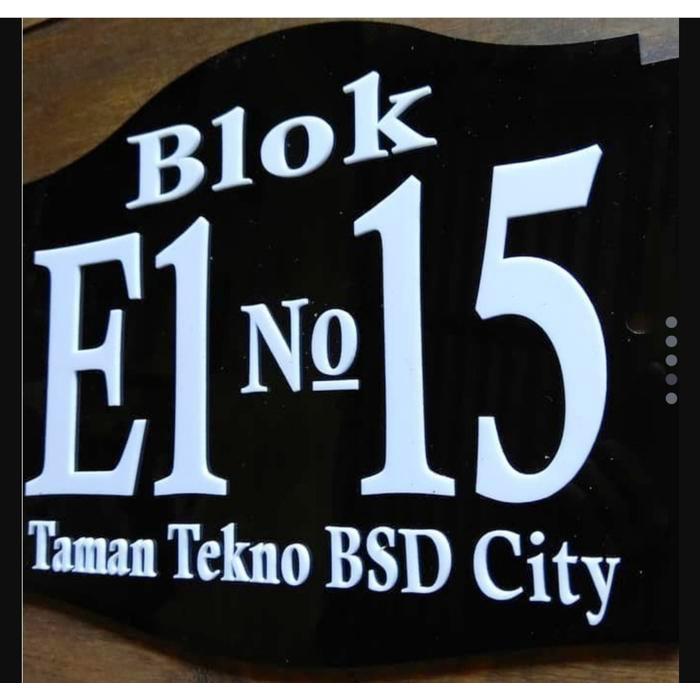 Blok
E1 No 15
Taman Tekno BSD City